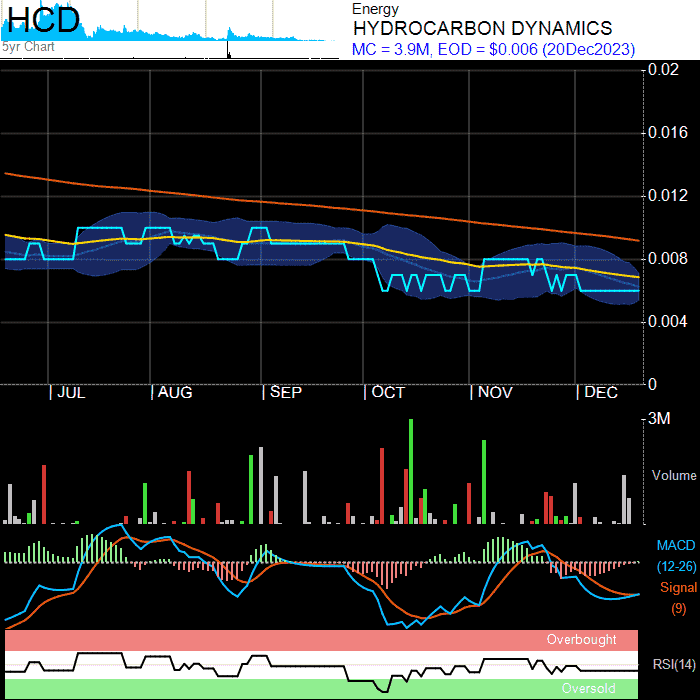 HCD
5yr Chart
Energy
HYDROCARBON DYNAMICS
MC = 3.9M, EOD = $0.006 (20Dec2023)
0.02
0.016
0.012
0.008
0.004
0
| JUL | AUG | SEP | OCT | NOV | DEC
3M
Volume
MACD
(12-26)
Signal
(9)
Overbought
RSI(14)
Oversold